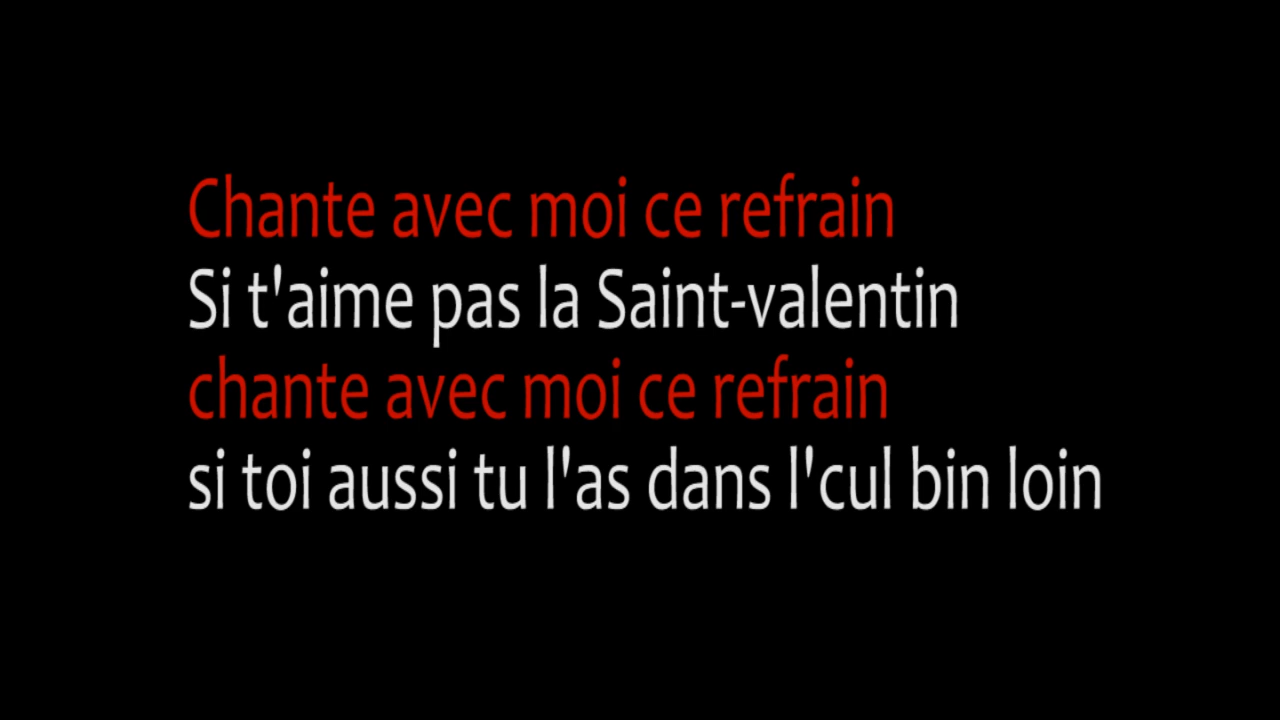 Chante avec moi ce refrain
Si t'aime pas la Saint-valentin
chante avec moi ce refrain
si toi aussi tu l'as dans l'cul bin loin